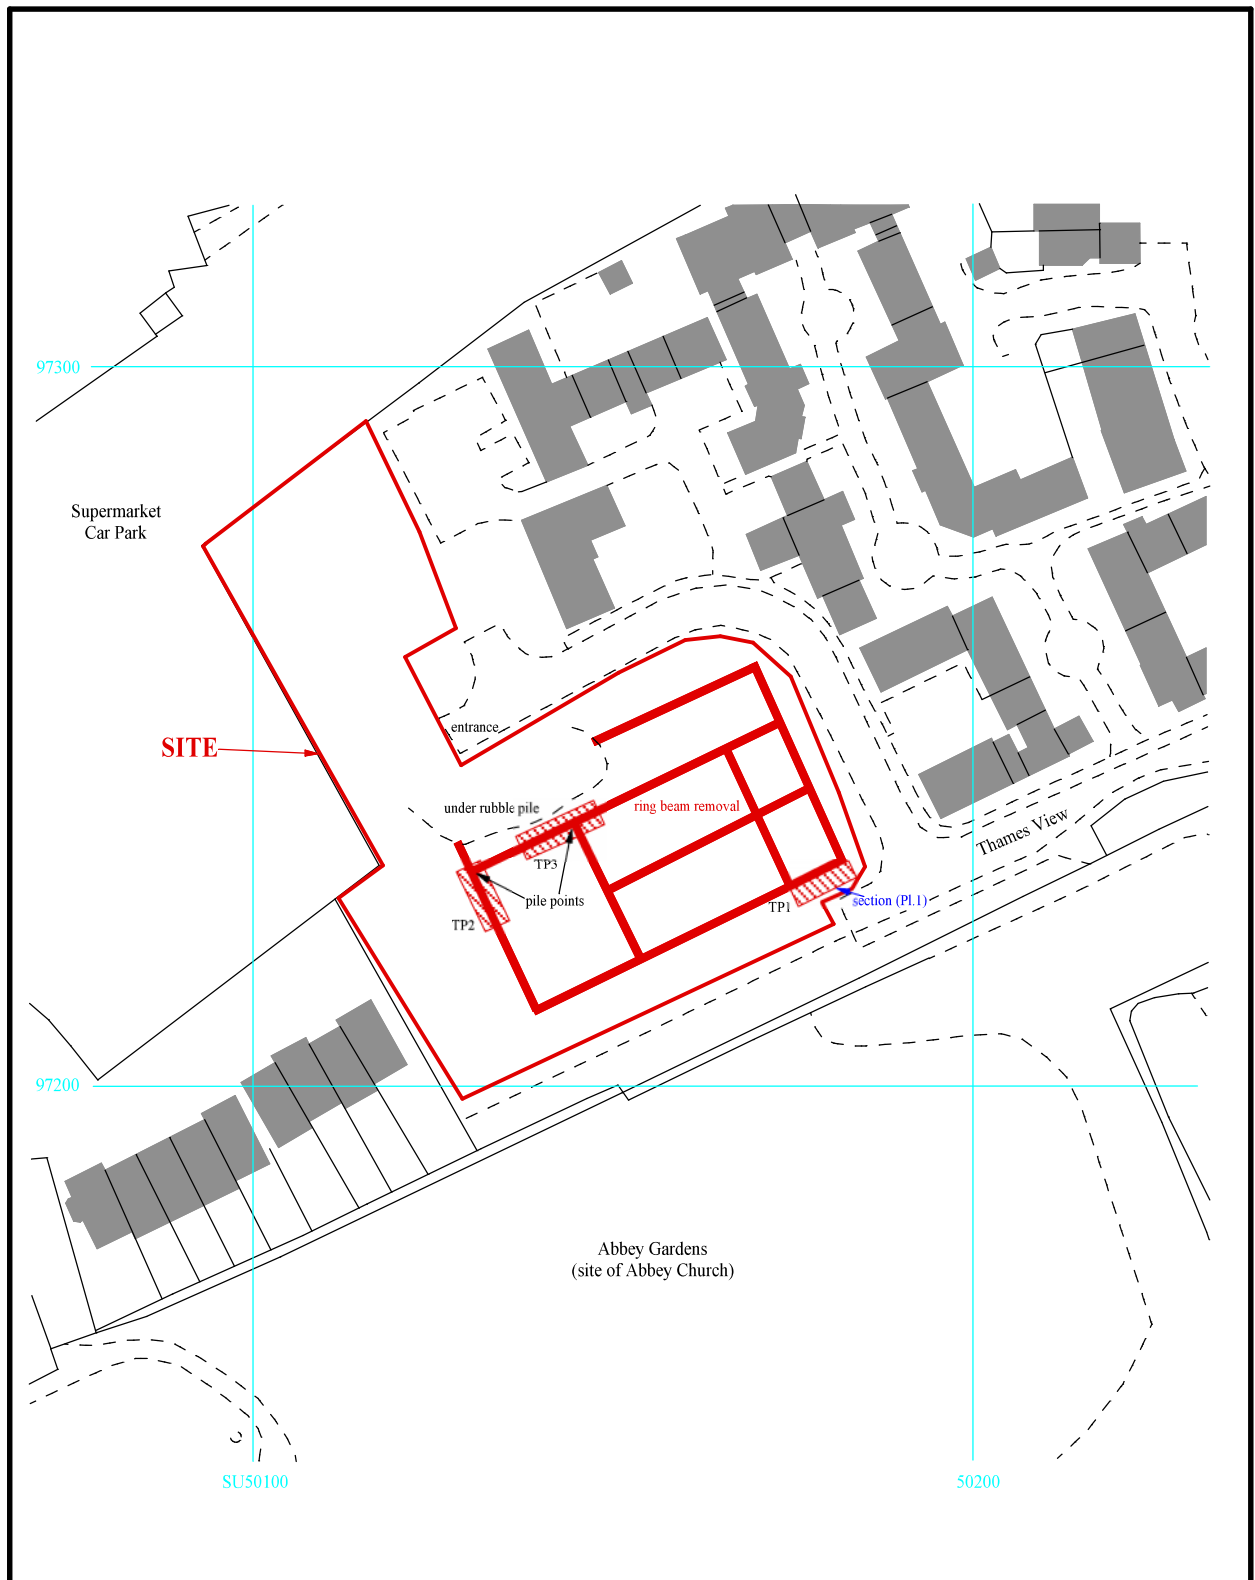 97300
Supermarket
Car Park
entrance
SITE
under rubble pile
ring beam removal
Thames View
TP3
pile points
section (Pl.1)
TP1
TP2
97200
Abbey Gardens
(site of Abbey Church)
SU50100
50200